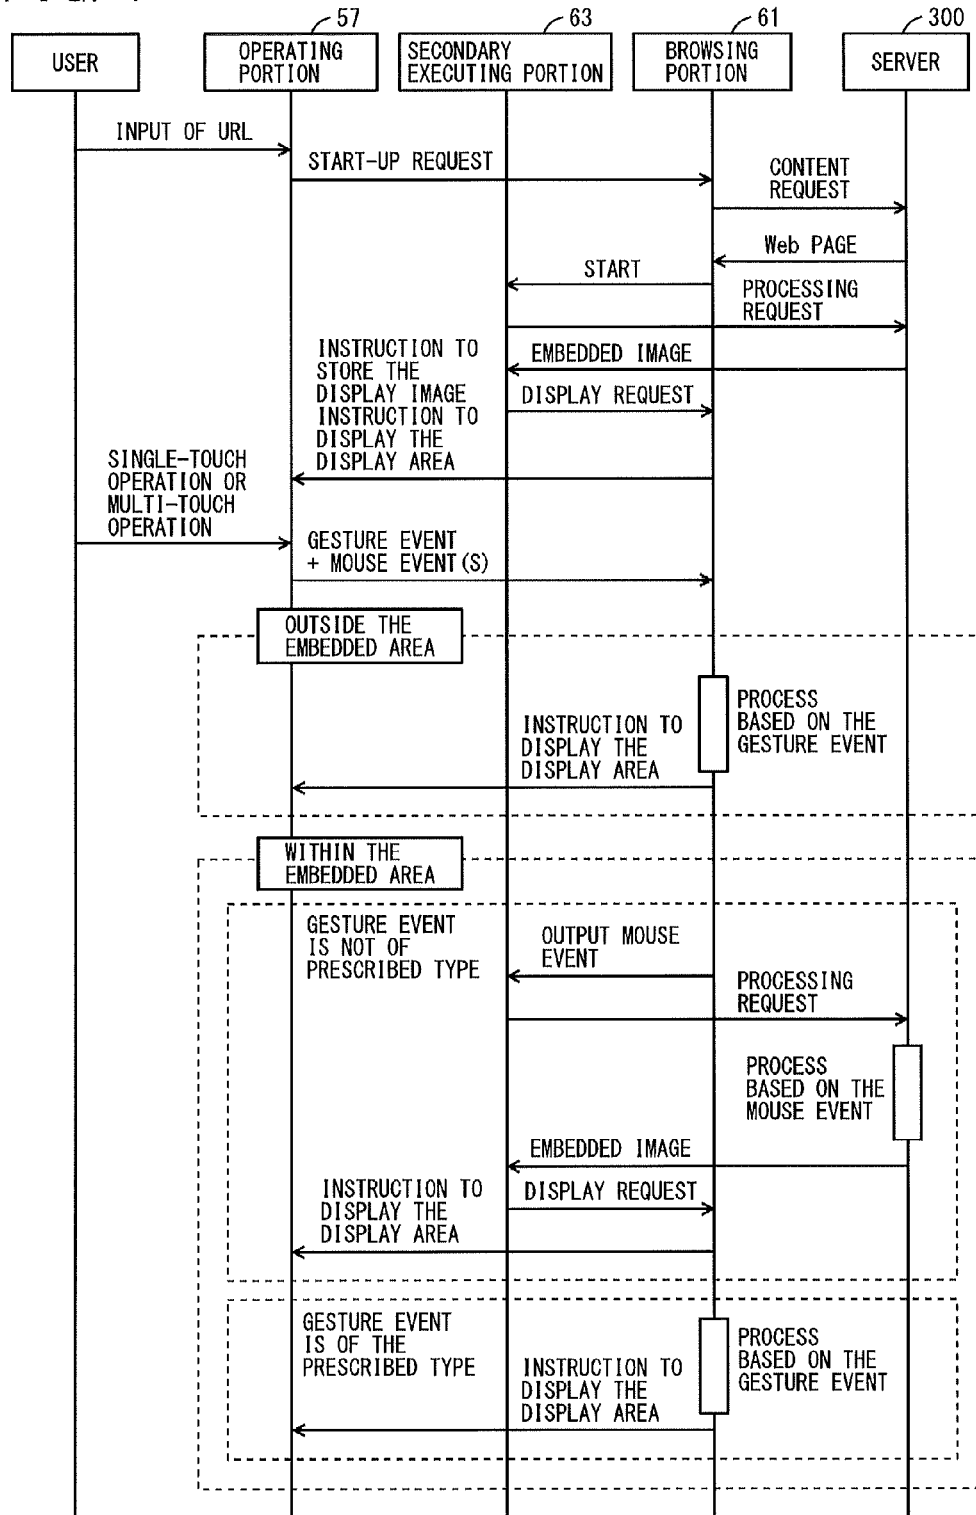 57
63
61
300
USER
OPERATING
PORTION
SECONDARY
EXECUTING PORTION
BROWSING
PORTION
SERVER
INPUT OF URL
START-UP REQUEST
CONTENT
REQUEST
Web PAGE
START
PROCESSING
REQUEST
INSTRUCTION TO
STORE THE
DISPLAY IMAGE
EMBEDDED IMAGE
DISPLAY REQUEST
INSTRUCTION TO
DISPLAY THE
DISPLAY AREA
SINGLE-TOUCH
OPERATION OR
MULTI-TOUCH
OPERATION
GESTURE EVENT
+ MOUSE EVENT(S)
OUTSIDE THE
EMBEDDED AREA
PROCESS
BASED ON THE
GESTURE EVENT
INSTRUCTION TO
DISPLAY THE
DISPLAY AREA
WITHIN THE
EMBEDDED AREA
GESTURE EVENT
IS NOT OF
PRESCRIBED TYPE
OUTPUT MOUSE
EVENT
PROCESSING
REQUEST
PROCESS
BASED ON THE
MOUSE EVENT
EMBEDDED IMAGE
DISPLAY REQUEST
INSTRUCTION TO
DISPLAY THE
DISPLAY AREA
GESTURE EVENT
IS OF THE
PRESCRIBED TYPE
PROCESS
BASED ON THE
GESTURE EVENT
INSTRUCTION TO
DISPLAY THE
DISPLAY AREA